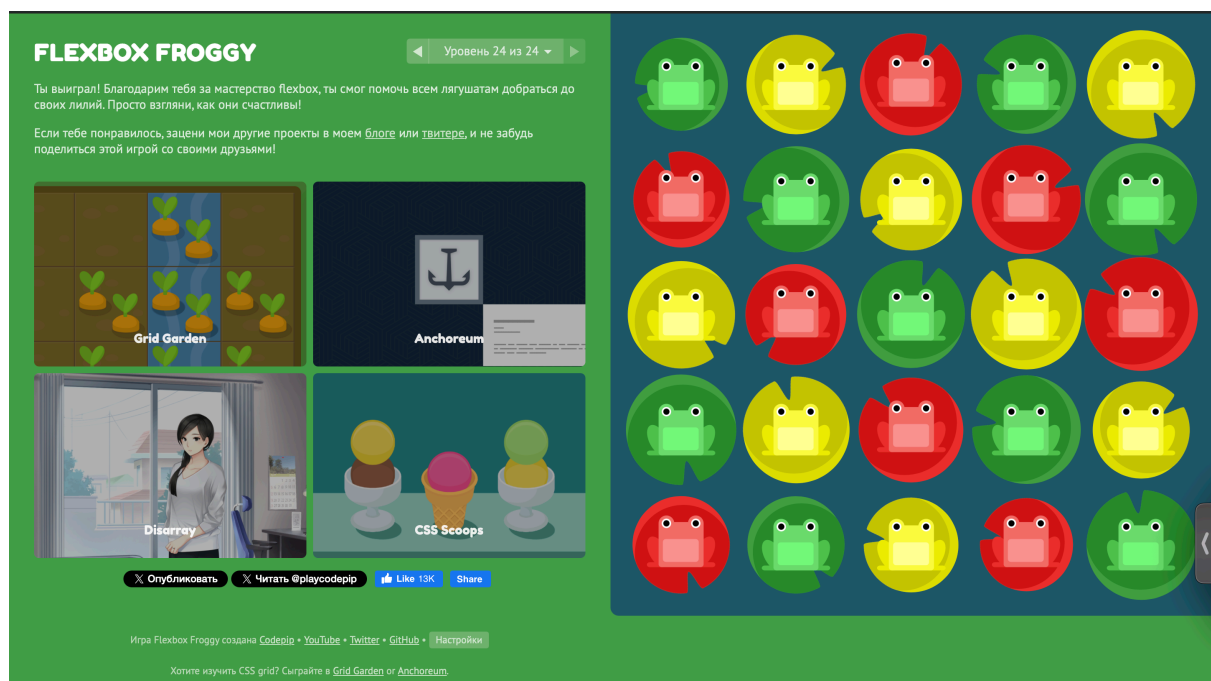 FLEXBOX FROGGY
Уровень 24 из 24
Ты выиграл! Благодарим тебя за мастерство flexbox, ты смог помочь всем лягушатам добраться до
своих лилий. Просто взгляни, как они счастливы!
Если тебе понравилось, зацени мои другие проекты в моем блоге или твитере, и не забудь
поделиться этой игрой со своими друзьями!
Grid Garden
Anchoreum
Disarray
CSS Scoops
Опубликовать
Читать @playcodepip
Like 13K
Share
Игра Flexbox Froggy создана Codepip • YouTube • Twitter • GitHub • Настройки
Хотите изучить CSS grid? Сыграйте в Grid Garden or Anchoreum.